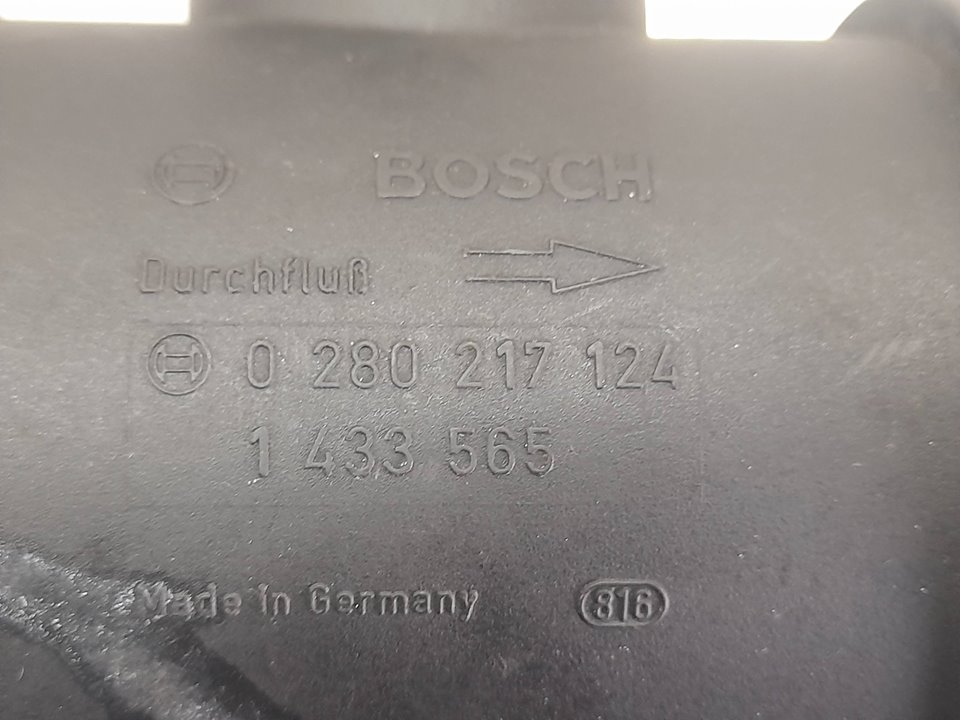 BOSCH
Durchfluß
0 280 217 124
1 433 565
Made in Germany 816